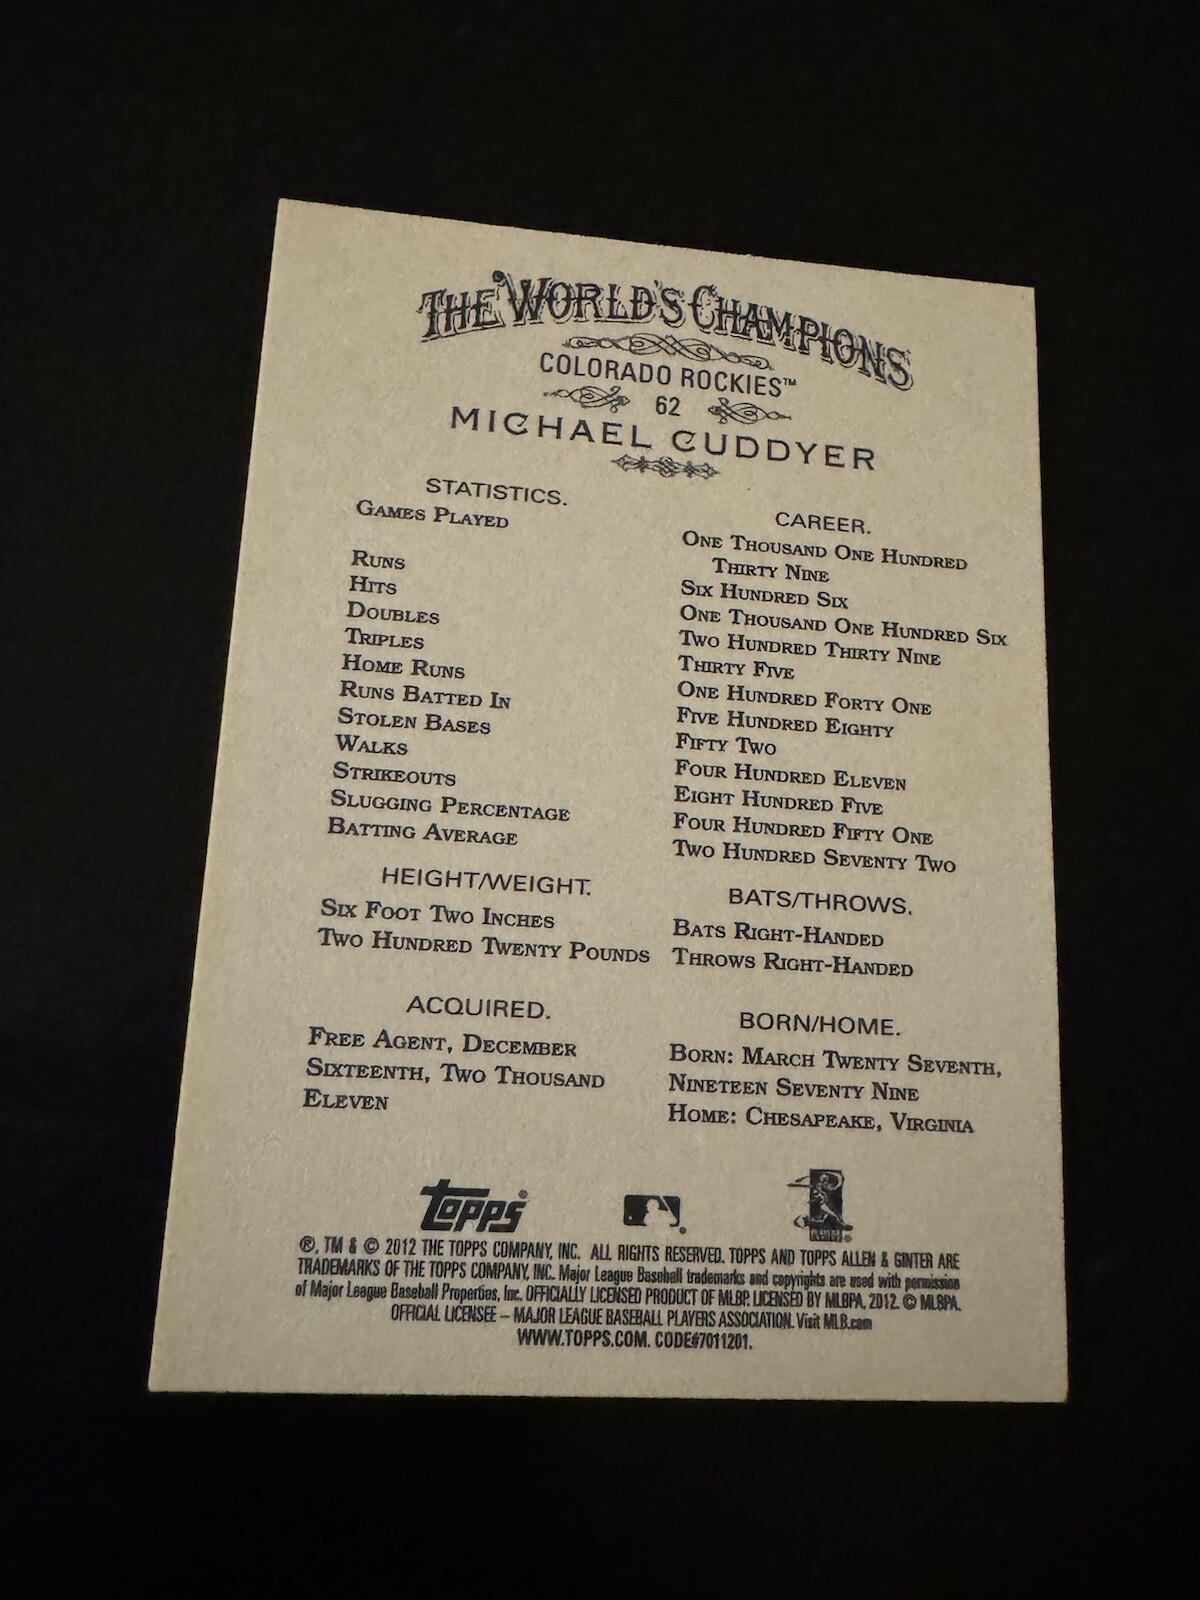 THE WORLD'S CHAMPIONS
COLORADO ROCKIES™
62
MICHAEL CUDDYER
STATISTICS.
GAMES PLAYED
RUNS
HITS
DOUBLES
TRIPLES
HOME RUNS
RUNS BATTED IN
STOLEN BASES
WALKS
STRIKEOUTS
SLUGGING PERCENTAGE
BATTING AVERAGE
CAREER.
ONE THOUSAND ONE HUNDRED
THIRTY NINE
SIX HUNDRED SIX
ONE THOUSAND ONE HUNDRED SIX
TWO HUNDRED THIRTY NINE
THIRTY FIVE
ONE HUNDRED FORTY ONE
FIVE HUNDRED EIGHTY
FIFTY TWO
FOUR HUNDRED ELEVEN
EIGHT HUNDRED FIVE
FOUR HUNDRED FIFTY ONE
TWO HUNDRED SEVENTY TWO
HEIGHT/WEIGHT.
SIX FOOT TWO INCHES
TWO HUNDRED TWENTY POUNDS
BATS/THROWS.
BATS RIGHT-HANDED
THROWS RIGHT-HANDED
ACQUIRED.
FREE AGENT, DECEMBER
SIXTEENTH, TWO THOUSAND
ELEVEN
BORN/HOME.
BORN: MARCH TWENTY SEVENTH,
NINETEEN SEVENTY NINE
HOME: CHESAPEAKE, VIRGINIA
topps®
®, TM & © 2012 THE TOPPS COMPANY, INC. ALL RIGHTS RESERVED. TOPPS AND TOPPS ALLEN & GINTER ARE
TRADEMARKS OF THE TOPPS COMPANY, INC. Major League Baseball trademarks and copyrights are used with permission
of Major League Baseball Properties, Inc. OFFICIALLY LICENSED PRODUCT OF MLBP. LICENSED BY MLBPA, 2012. © MLBPA.
OFFICIAL LICENSEE – MAJOR LEAGUE BASEBALL PLAYERS ASSOCIATION. Visit MLB.com
WWW.TOPPS.COM. CODE#7011201.